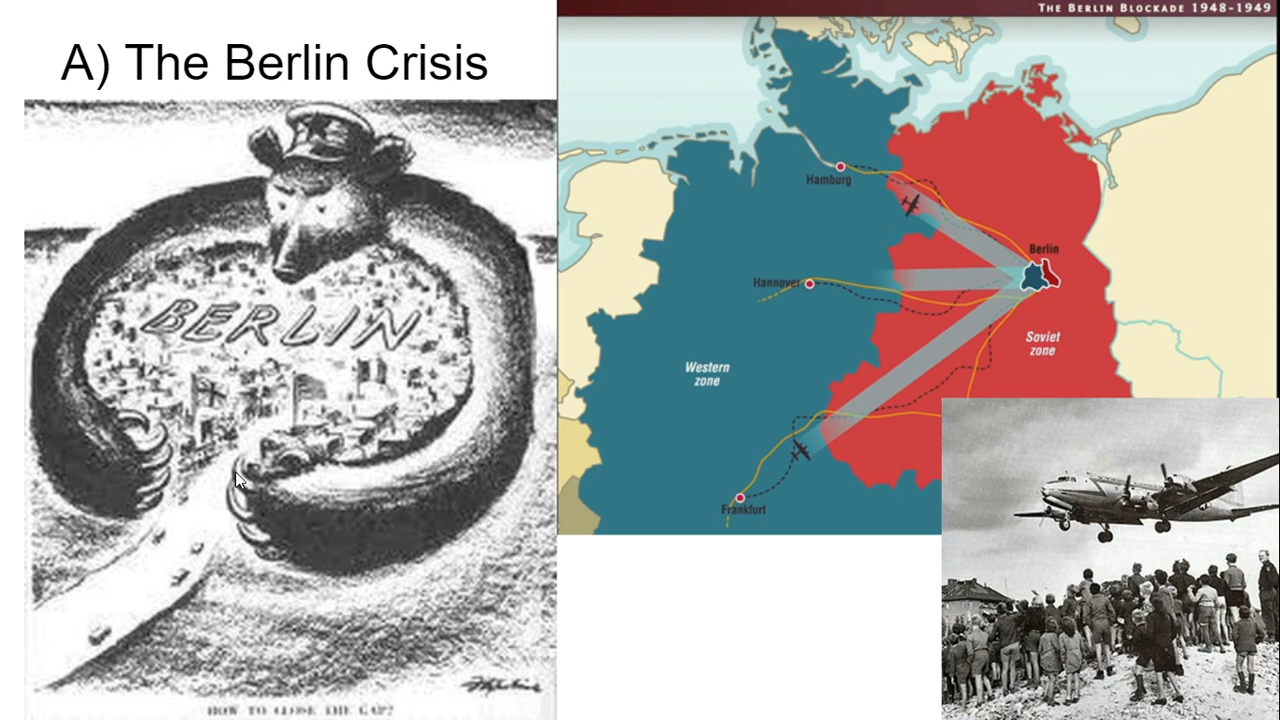 A) The Berlin Crisis
BERLIN
HOW TO CLOSE THE GAP?
THE BERLIN BLOCKADE 1948-1949
Hamburg
Berlin
Hannover
Soviet
zone
Western
zone
Frankfurt